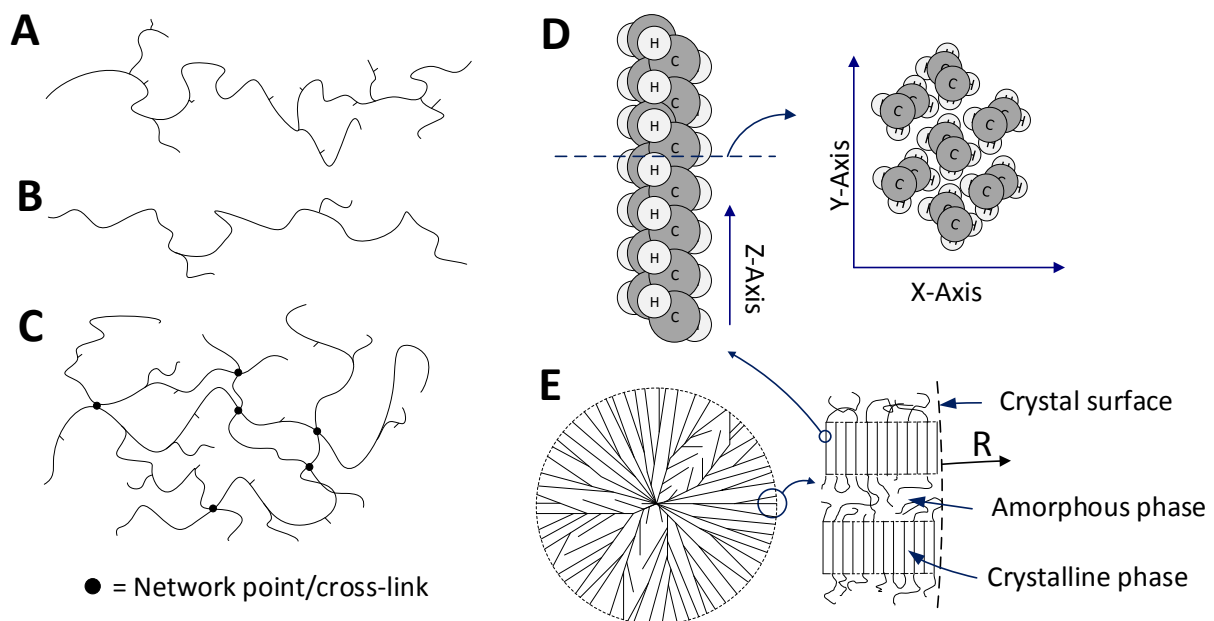 A
B
C
● = Network point/cross-link
D
H
C
H
C
H
C
H
C
H
C
H
C
H
C
Z-Axis
Y-Axis
X-Axis
C
C
C
C
C
C
C
E
Crystal surface
R
Amorphous phase
Crystalline phase